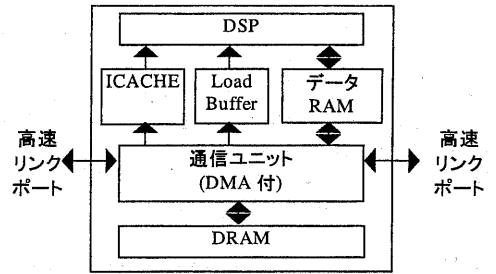 DSP
ICACHE
Load
Buffer
データ
RAM
高速
リンク
ポート
通信ユニット
(DMA 付)
高速
リンク
ポート
DRAM